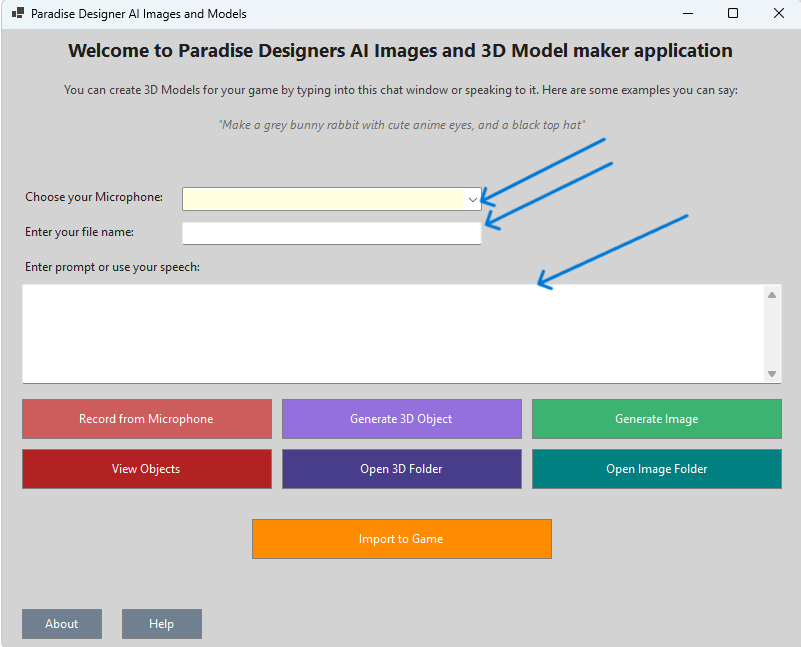 Paradise Designer AI Images and Models
Welcome to Paradise Designers AI Images and 3D Model maker application
You can create 3D Models for your game by typing into this chat window or speaking to it. Here are some examples you can say:
"Make a grey bunny rabbit with cute anime eyes, and a black top hat"
Choose your Microphone:
Enter your file name:
Enter prompt or use your speech:
Record from Microphone
Generate 3D Object
Generate Image
View Objects
Open 3D Folder
Open Image Folder
Import to Game
About
Help